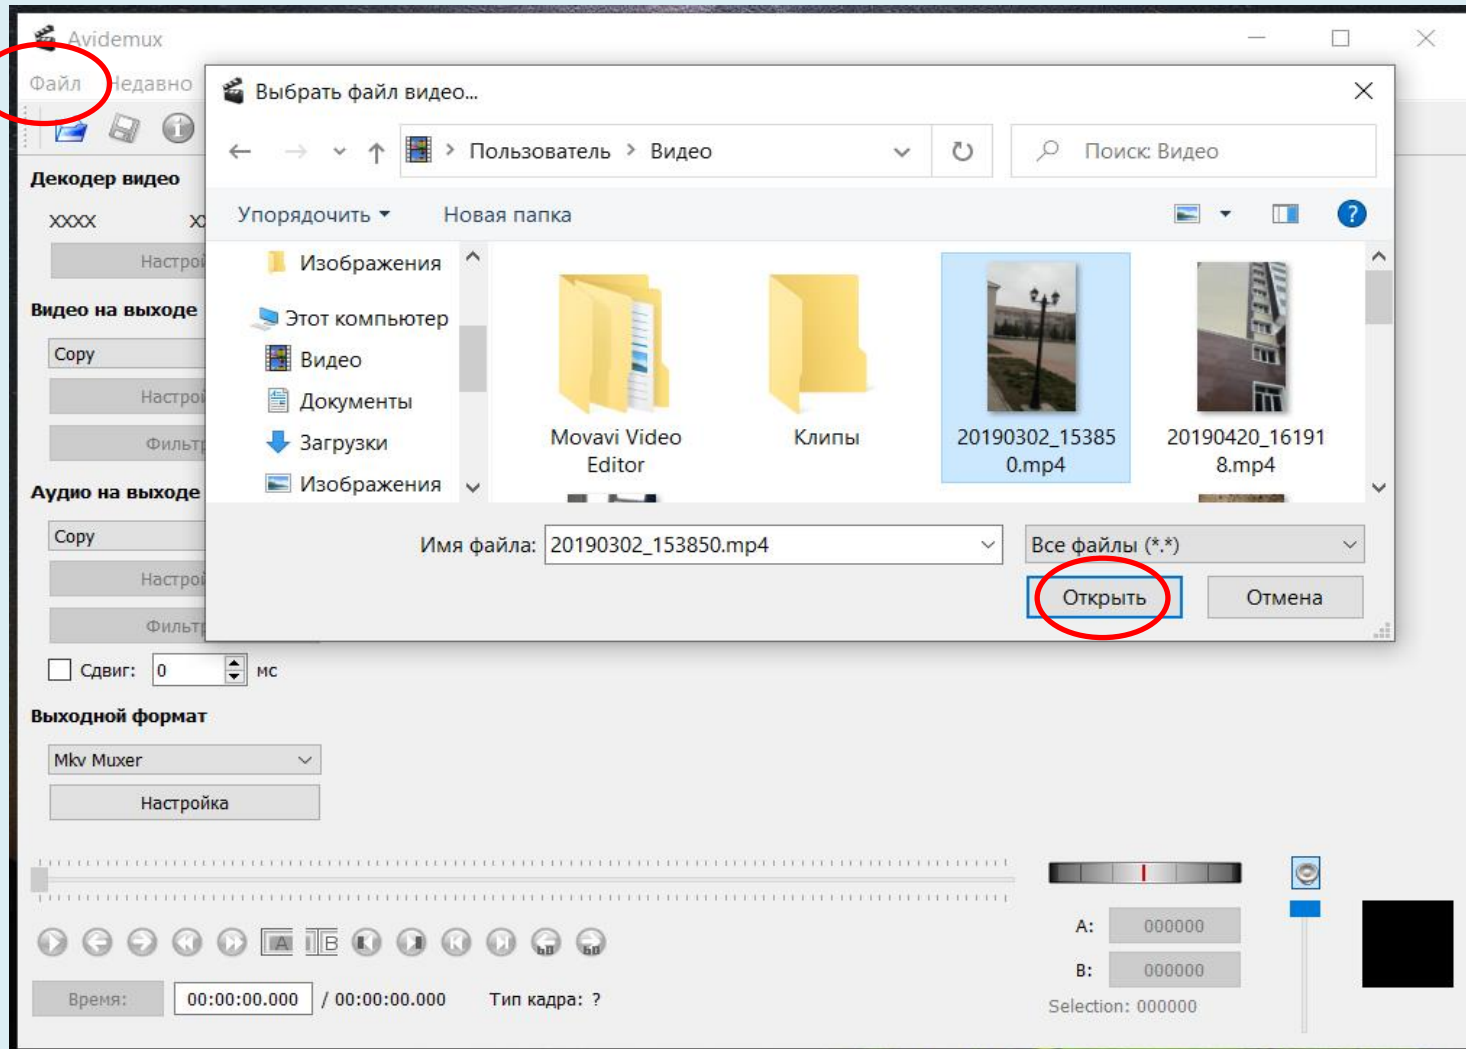 Avidemux
Файл Недавно
Выбрать файл видео...
Пользователь > Видео
Поиск: Видео
Упорядочить Новая папка
Декодер видео
XXXX
Изображения
Этот компьютер
Видео
Документы
Загрузки
Изображения
Movavi Video
Editor
Клипы
20190302_15385
0.mp4
20190420_16191
8.mp4
Видео на выходе
Copy
Аудио на выходе
Copy
Имя файла: 20190302_153850.mp4
Все файлы (*.*)
Открыть Отмена
Сдвиг: 0 мс
Выходной формат
Mkv Muxer
Настройка
A B
A: 000000
B: 000000
Selection: 000000
Время: 00:00:00.000 / 00:00:00.000 Тип кадра: ?